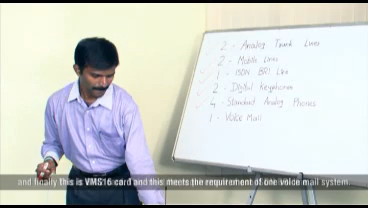 2 - Analog Trunk Lines
2 - Mobile Lines
1 - ISDN BRI Line
2 - Digital Keyphones
4 - Standard Analog Phones
1 - Voice Mail
and finally this is VMS16 card and this meets the requirement of one voice mail system.